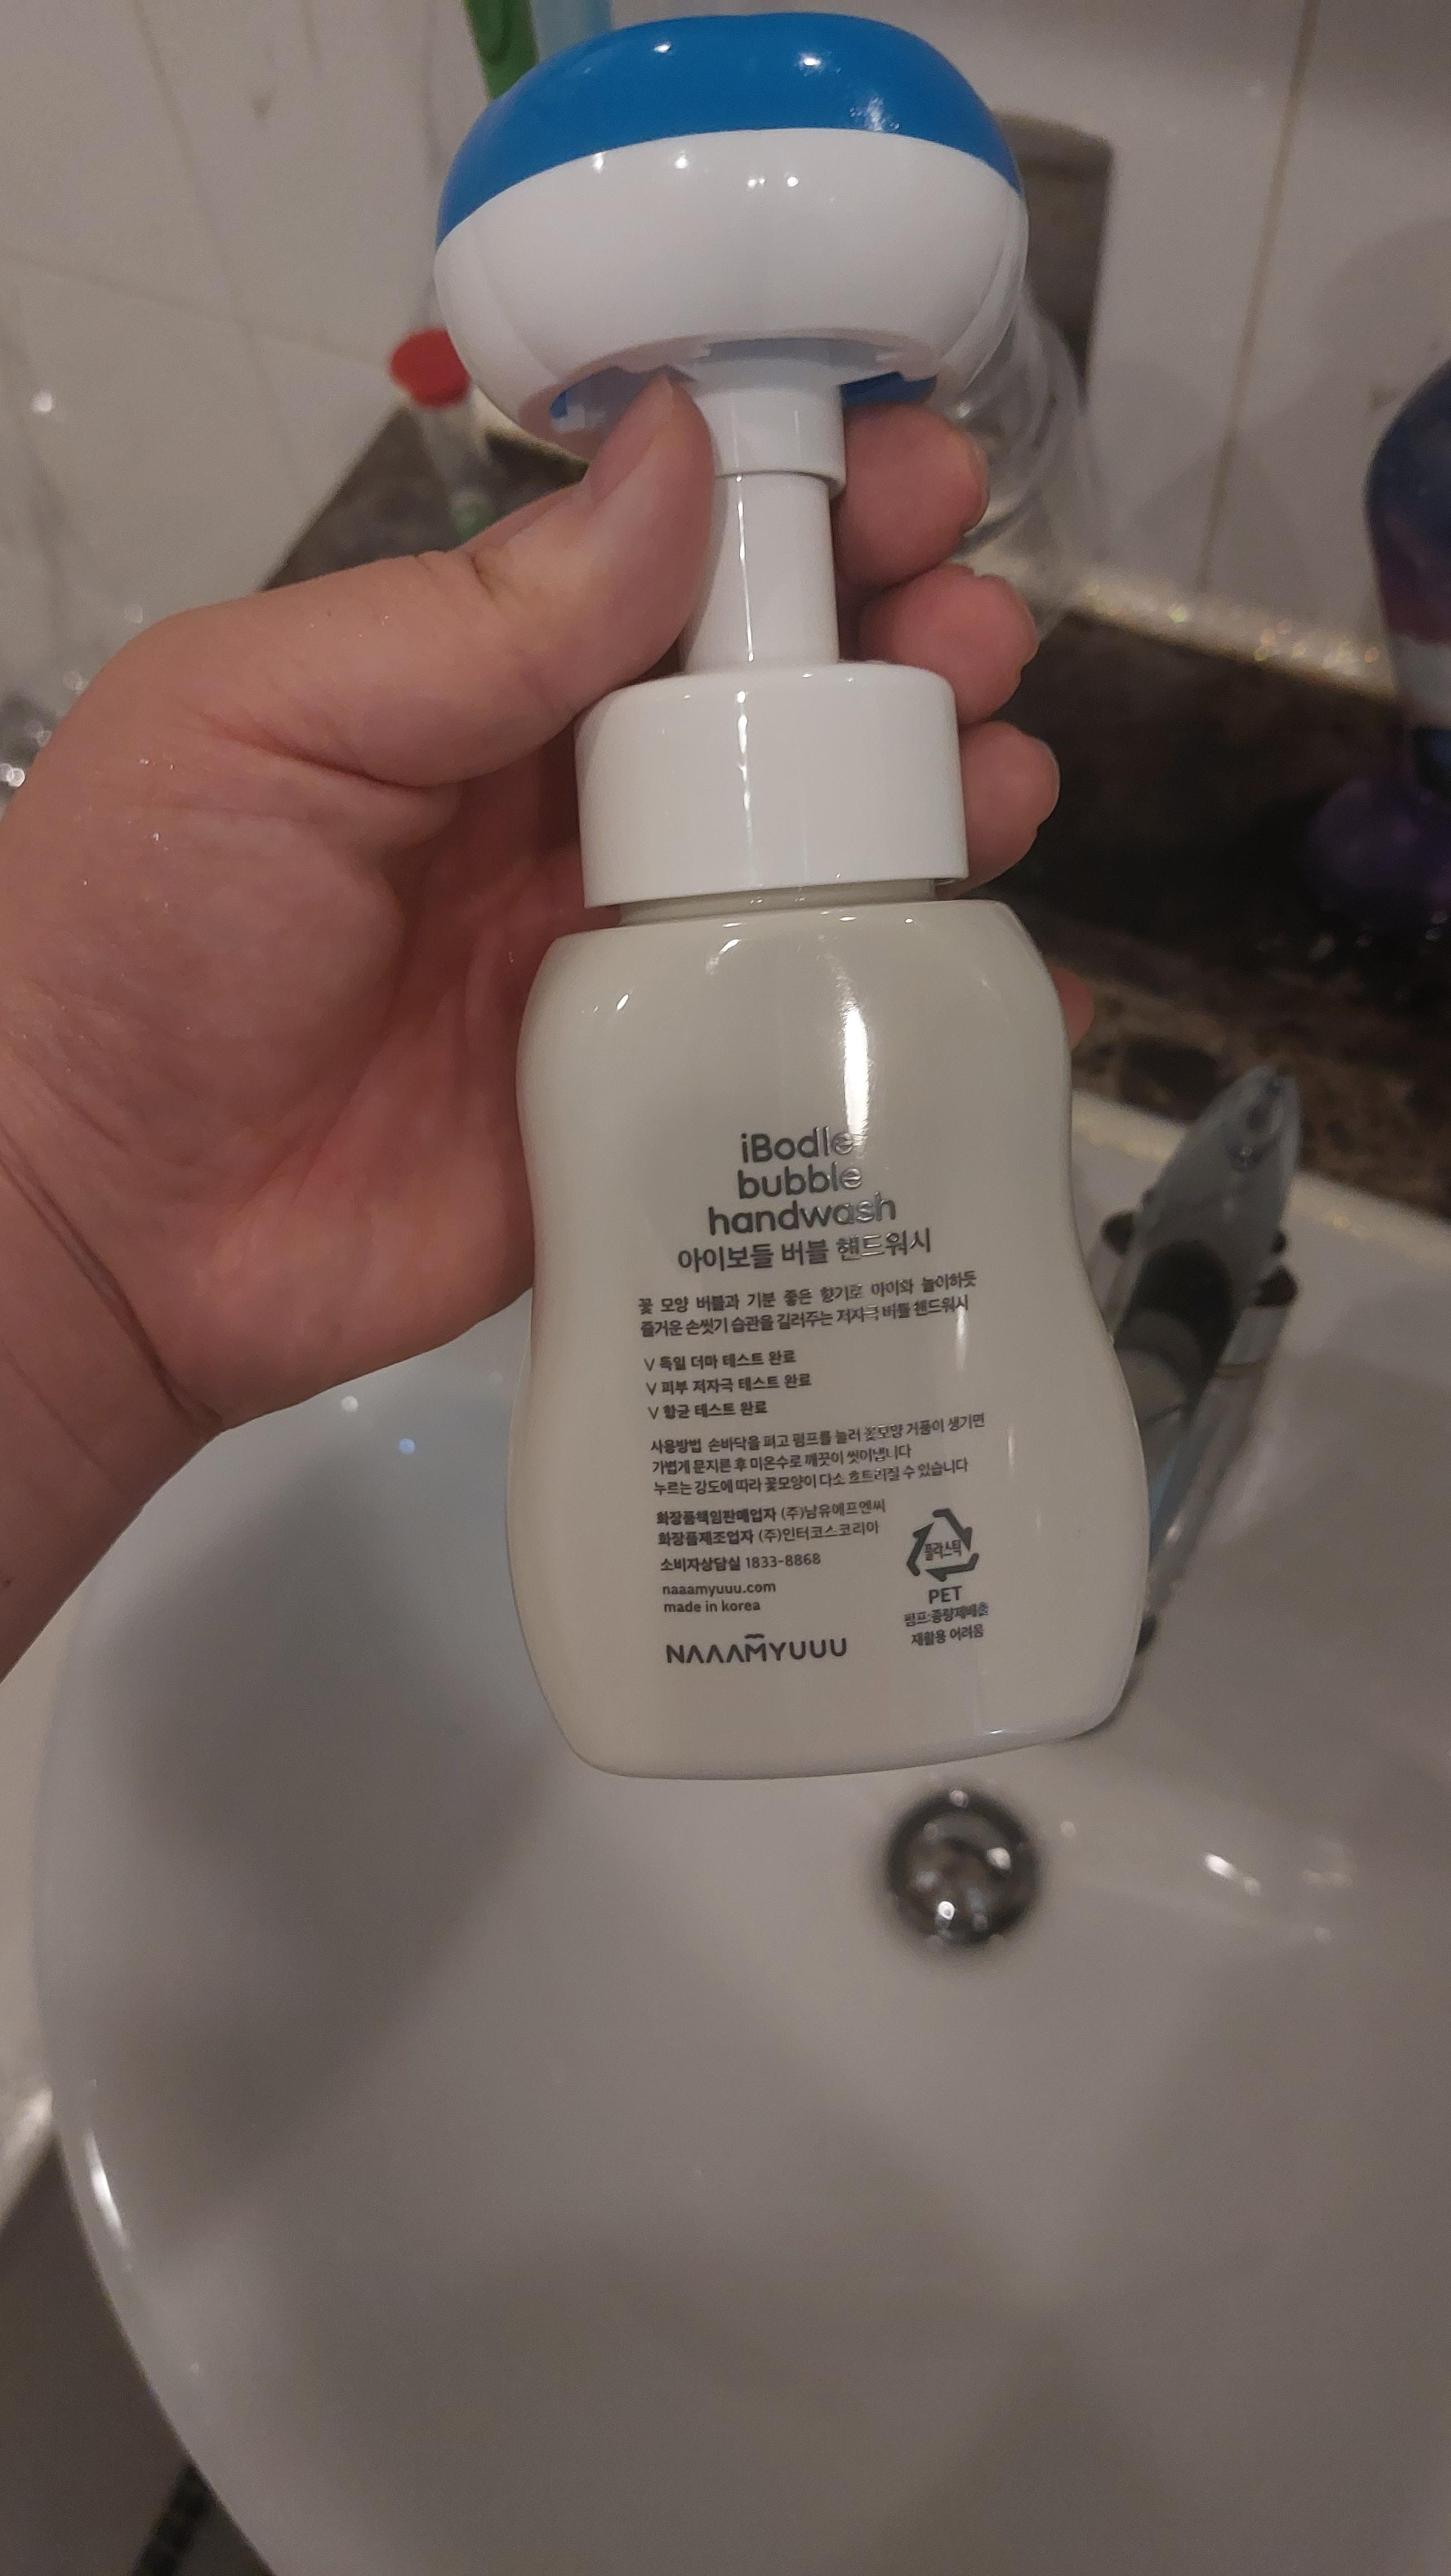 iBodle
bubble
handwash
아이보들 버블 핸드워시
꽃 모양 버블과 기분 좋은 향기로 아이와 놀이하듯
즐거운 손씻기 습관을 길러주는 저자극 버블 핸드워시
V 독일 더마 테스트 완료
V 피부 저자극 테스트 완료
V 항균 테스트 완료
사용방법 손바닥을 펴고 펌프를 눌러 꽃모양 거품이 생기면
가볍게 문지른 후 미온수로 깨끗이 씻어냅니다
누르는 강도에 따라 꽃모양이 다소 흐트러질 수 있습니다
화장품책임판매업자 (주)남유에프엔씨
화장품제조업자 (주)인터코스코리아
소비자상담실 1833-8868
naaamyuuu.com
made in korea
NAAAMYUUU
플라스틱
PET
펌프:종량제배출
재활용 어려움